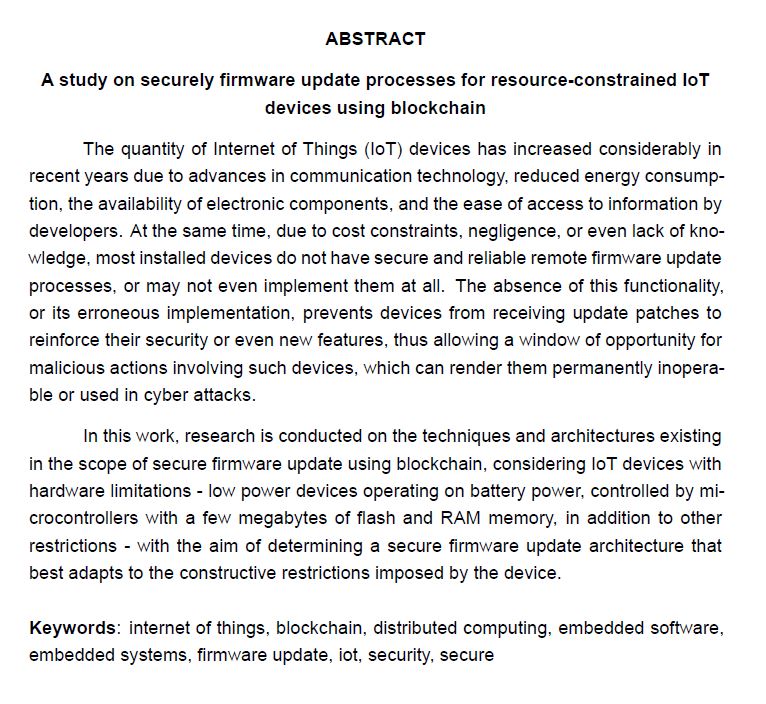 ABSTRACT
A study on securely firmware update processes for resource-constrained IoT
devices using blockchain
The quantity of Internet of Things (IoT) devices has increased considerably in
recent years due to advances in communication technology, reduced energy consump-
tion, the availability of electronic components, and the ease of access to information by
developers. At the same time, due to cost constraints, negligence, or even lack of kno-
wledge, most installed devices do not have secure and reliable remote firmware update
processes, or may not even implement them at all. The absence of this functionality,
or its erroneous implementation, prevents devices from receiving update patches to
reinforce their security or even new features, thus allowing a window of opportunity for
malicious actions involving such devices, which can render them permanently inopera-
ble or used in cyber attacks.
In this work, research is conducted on the techniques and architectures existing
in the scope of secure firmware update using blockchain, considering IoT devices with
hardware limitations - low power devices operating on battery power, controlled by mi-
crocontrollers with a few megabytes of flash and RAM memory, in addition to other
restrictions - with the aim of determining a secure firmware update architecture that
best adapts to the constructive restrictions imposed by the device.
Keywords: internet of things, blockchain, distributed computing, embedded software,
embedded systems, firmware update, iot, security, secure